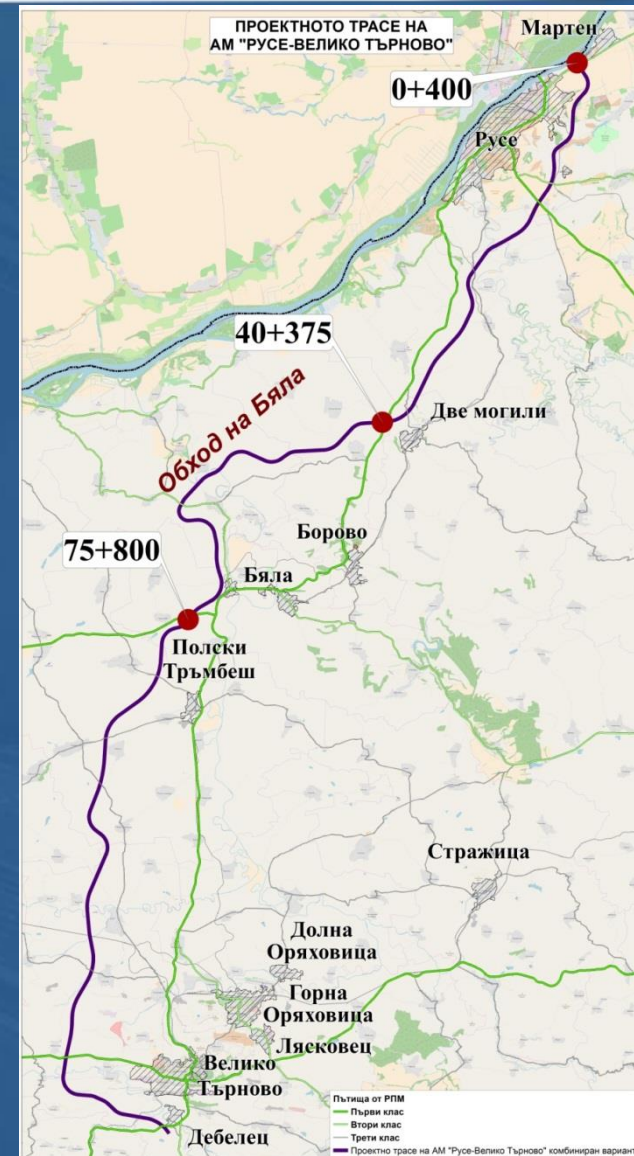 ПРОЕКТНОТО ТРАСЕ НА
АМ "РУСЕ-ВЕЛИКО ТЪРНОВО"
Мартен
0+400
Русе
40+375
Обход на Бяла
Две могили
Борово
75+800
Бяла
Полски
Тръмбеш
Стражица
Долна
Оряховица
Горна
Оряховица
Лясковец
Велико
Търново
Дебелец
Пътища от РПМ
Първи клас
Втори клас
Трети клас
Проектно трасе на АМ "Русе-Велико Търново" комбиниран вариант